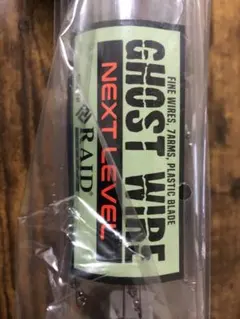 FINE WIRES, 7ARMS, PLASTIC BLADE
GHOST WIRE
NEXT LEVEL
RAID